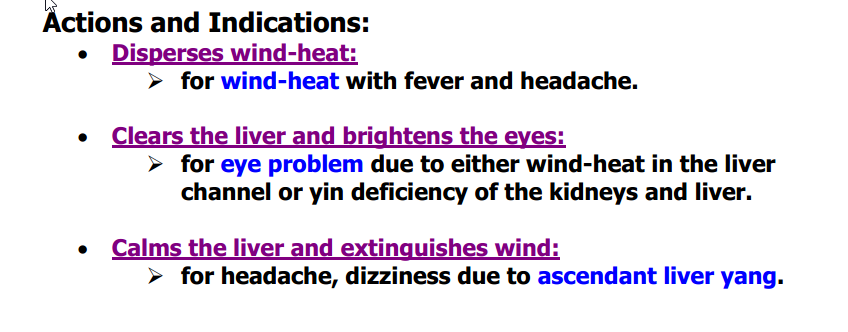 Actions and Indications:
• Disperses wind-heat:
➢ for wind-heat with fever and headache.
• Clears the liver and brightens the eyes:
➢ for eye problem due to either wind-heat in the liver
channel or yin deficiency of the kidneys and liver.
• Calms the liver and extinguishes wind:
➢ for headache, dizziness due to ascendant liver yang.